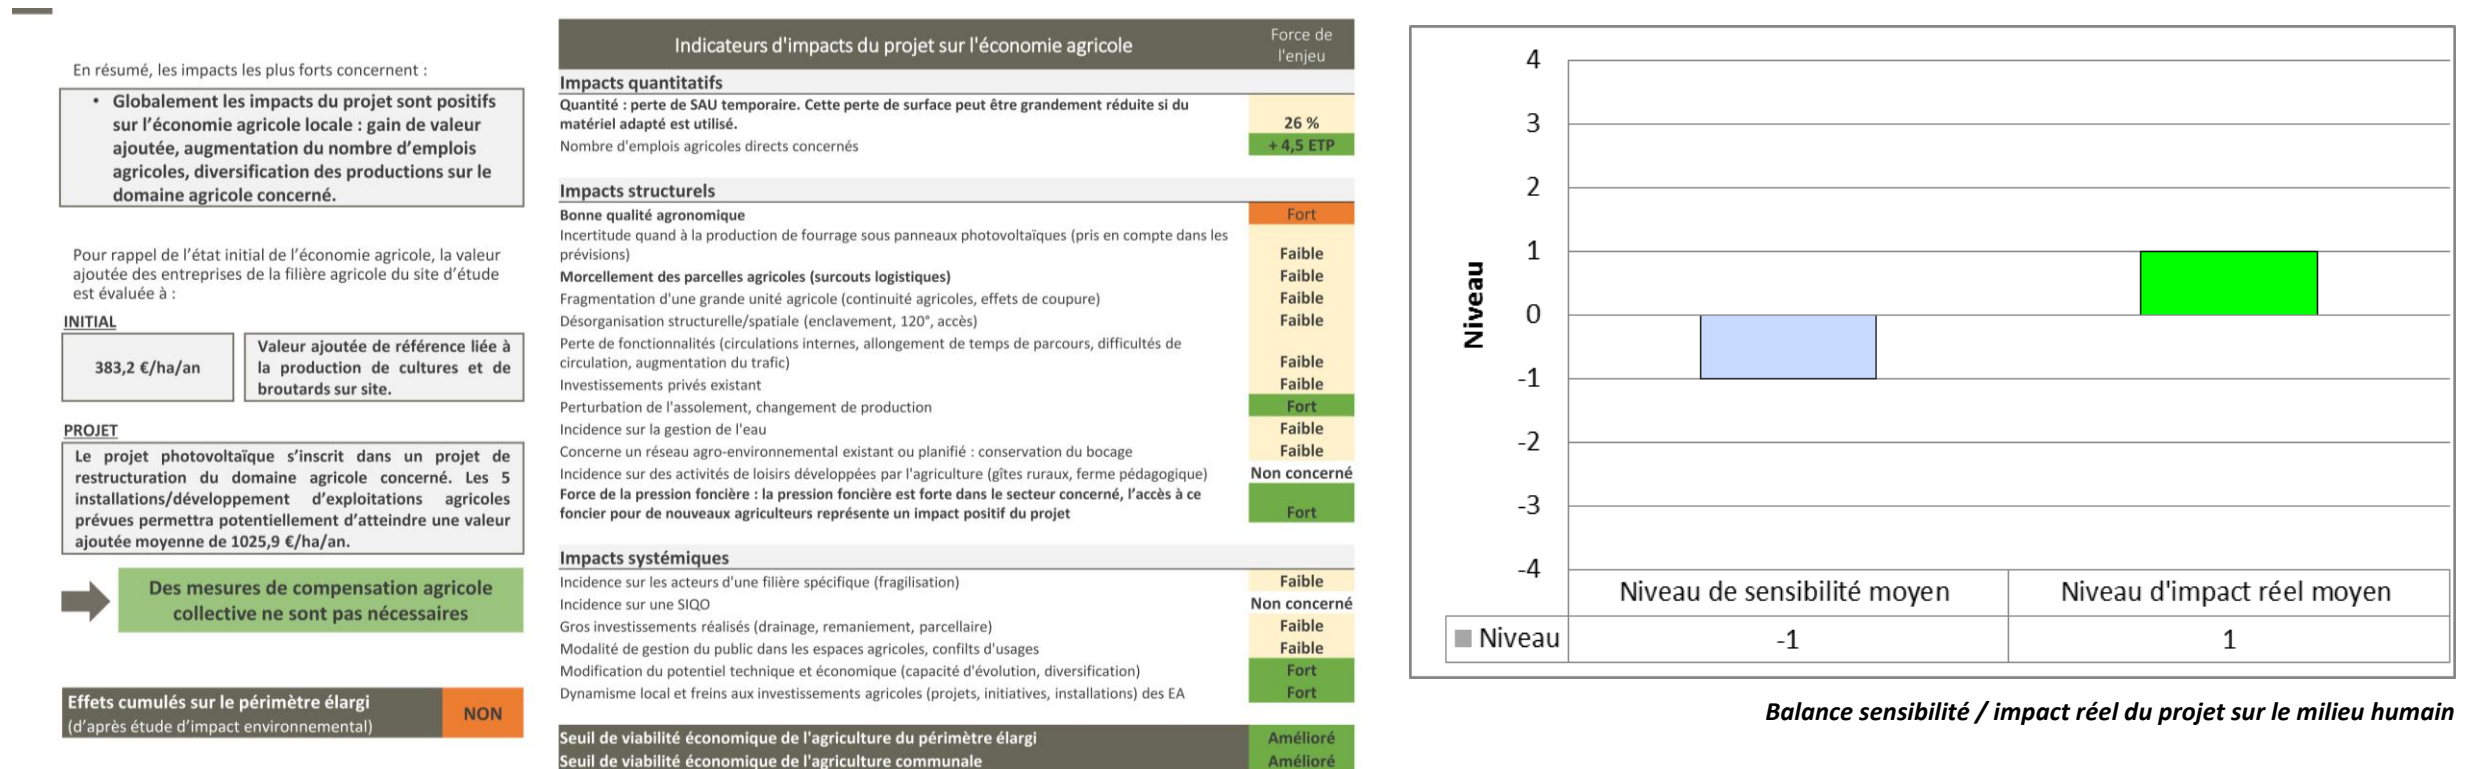 En résumé, les impacts les plus forts concernent :
• Globalement les impacts du projet sont positifs
sur l'économie agricole locale : gain de valeur
ajoutée, augmentation du nombre d'emplois
agricoles, diversification des productions sur le
domaine agricole concerné.
Pour rappel de l'état initial de l'économie agricole, la valeur
ajoutée des entreprises de la filière agricole du site d'étude
est évaluée à :
INITIAL
383,2 €/ha/an
Valeur ajoutée de référence liée à
la production de cultures et de
broutards sur site.
PROJET
Le projet photovoltaïque s'inscrit dans un projet de
restructuration du domaine agricole concerné. Les 5
installations/développement d'exploitations agricoles
prévues permettra potentiellement d'atteindre une valeur
ajoutée moyenne de 1025,9 €/ha/an.
Des mesures de compensation agricole
collective ne sont pas nécessaires
Effets cumulés sur le périmètre élargi
(d'après étude d'impact environnemental)
NON
Indicateurs d'impacts du projet sur l'économie agricole
Force de
l'enjeu
Impacts quantitatifs
Quantité : perte de SAU temporaire. Cette perte de surface peut être grandement réduite si du
matériel adapté est utilisé. 26 %
Nombre d'emplois agricoles directs concernés + 4,5 ETP
Impacts structurels
Bonne qualité agronomique Fort
Incertitude quand à la production de fourrage sous panneaux photovoltaïques (pris en compte dans les
prévisions) Faible
Morcellement des parcelles agricoles (surcouts logistiques) Faible
Fragmentation d'une grande unité agricole (continuité agricoles, effets de coupure) Faible
Désorganisation structurelle/spatiale (enclavement, 120°, accès) Faible
Perte de fonctionnalités (circulations internes, allongement de temps de parcours, difficultés de
circulation, augmentation du trafic) Faible
Investissements privés existant Faible
Perturbation de l'assolement, changement de production Fort
Incidence sur la gestion de l'eau Faible
Concerne un réseau agro-environnemental existant ou planifié : conservation du bocage Faible
Incidence sur des activités de loisirs développées par l'agriculture (gîtes ruraux, ferme pédagogique) Non concerné
Force de la pression foncière : la pression foncière est forte dans le secteur concerné, l'accès à ce
foncier pour de nouveaux agriculteurs représente un impact positif du projet Fort
Impacts systémiques
Incidence sur les acteurs d'une filière spécifique (fragilisation) Faible
Incidence sur une SIQO Non concerné
Gros investissements réalisés (drainage, remaniement, parcellaire) Faible
Modalité de gestion du public dans les espaces agricoles, confilts d'usages Faible
Modification du potentiel technique et économique (capacité d'évolution, diversification) Fort
Dynamisme local et freins aux investissements agricoles (projets, initiatives, installations) des EA Fort
Seuil de viabilité économique de l'agriculture du périmètre élargi Amélioré
Seuil de viabilité économique de l'agriculture communale Amélioré
4
3
2
1
0
-1
-2
-3
-4
Niveau
Niveau de sensibilité moyen Niveau d'impact réel moyen
Niveau -1 1
Balance sensibilité / impact réel du projet sur le milieu humain